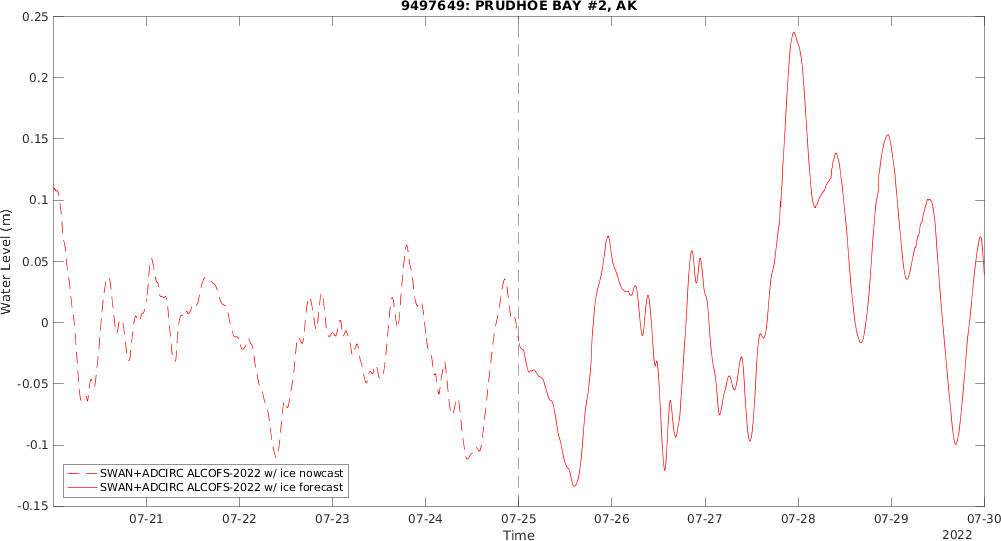 9497649: PRUDHOE BAY #2, AK
0.25
0.2
0.15
0.1
0.05
0
-0.05
-0.1
-0.15
Water Level (m)
SWAN+ADCIRC ALCOFS-2022 w/ ice nowcast
SWAN+ADCIRC ALCOFS-2022 w/ ice forecast
07-21 07-22 07-23 07-24 07-25 07-26 07-27 07-28 07-29 07-30
Time
2022